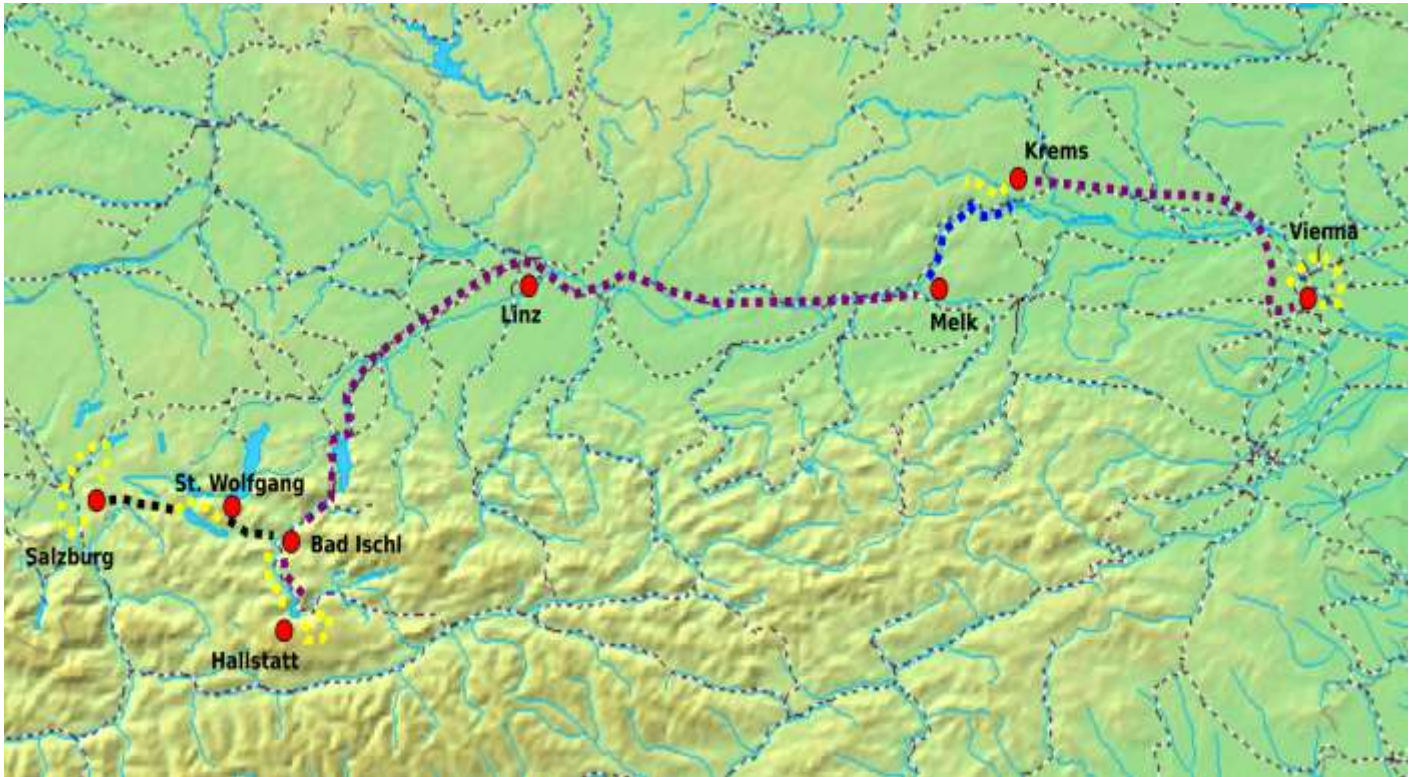 Krems
Vienna
Linz
Melk
St. Wolfgang
Bad Ischl
Salzburg
Hallstatt